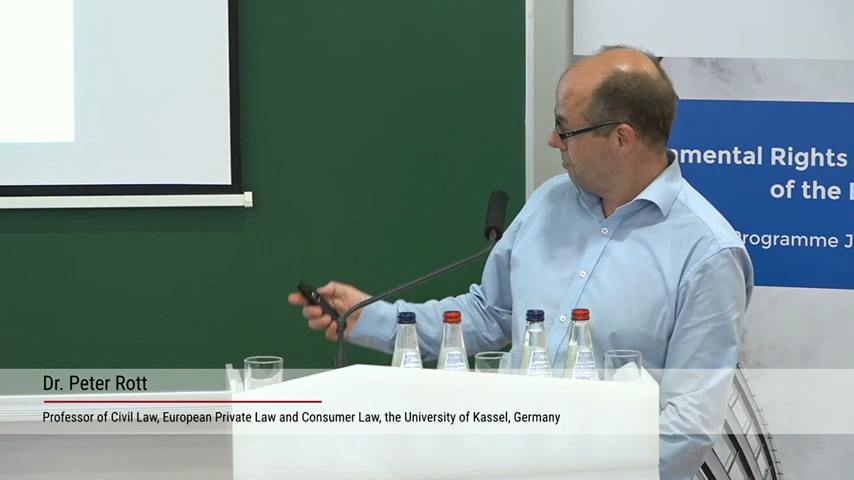 nmental Rights
of the
Programme
Dr. Peter Rott
Professor of Civil Law, European Private Law and Consumer Law, the University of Kassel, Germany